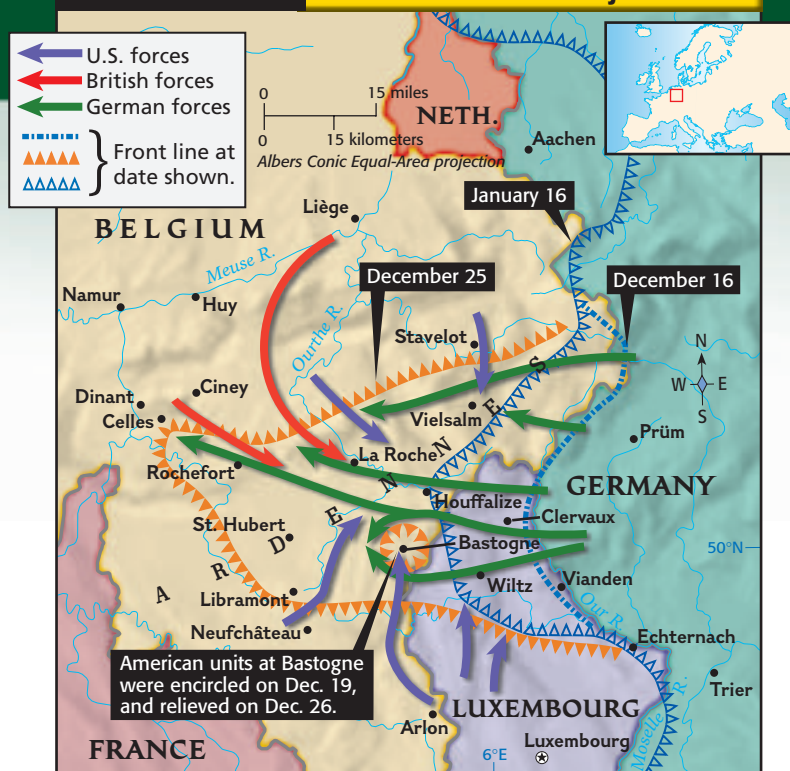 U.S. forces
British forces
German forces
Front line at
date shown.
0 15 miles
0 15 kilometers
Albers Conic Equal-Area projection
NETH.
Aachen
January 16
Liège
BELGIUM
Meuse R.
December 25
December 16
Namur
Huy
Ourthe R.
Stavelot
N
W E
S
Dinant
Ciney
Celles
Vielsalm
Prüm
La Roche
Rochefort
GERMANY
Houffalize
Clervaux
St. Hubert
Bastogne
50°N
ARDENNES
Wiltz
Vianden
Libramont
Our R.
Neufchâteau
Echternach
American units at Bastogne
were encircled on Dec. 19,
and relieved on Dec. 26.
Trier
LUXEMBOURG
Arlon
Moselle R.
FRANCE
6°E
Luxembourg